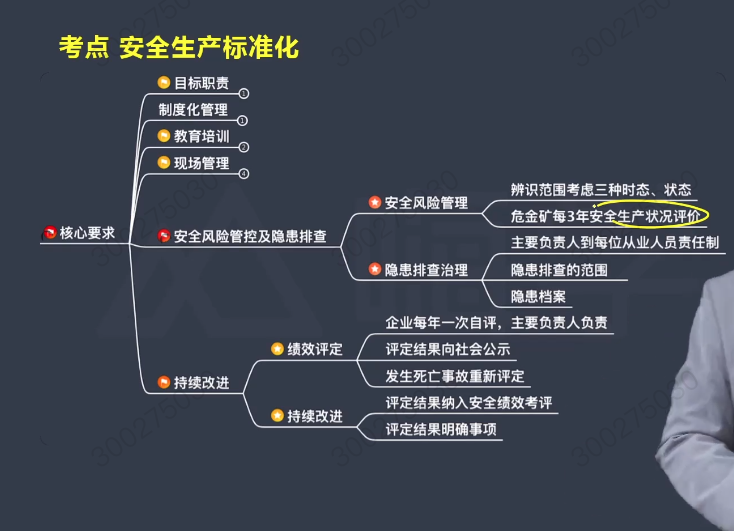 考点 安全生产标准化
目标职责
1
制度化管理
1
教育培训
2
现场管理
4
核心要求
安全风险管控及隐患排查
安全风险管理
辨识范围考虑三种时态、状态
危金矿每3年安全生产状况评价
隐患排查治理
主要负责人到每位从业人员责任制
隐患排查的范围
隐患档案
持续改进
绩效评定
企业每年一次自评，主要负责人负责
评定结果向社会公示
发生死亡事故重新评定
持续改进
评定结果纳入安全绩效考评
评定结果明确事项
300275030
300275030
300275030
300275030
300275030